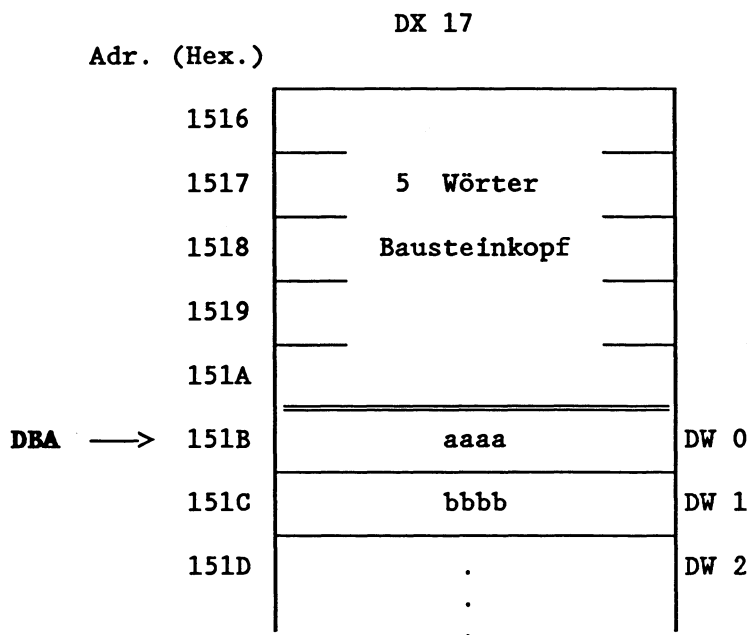 DX 17
Adr. (Hex.)
1516
1517 5 Wörter
1518 Bausteinkopf
1519
151A
DBA ──> 151B aaaa DW 0
151C bbbb DW 1
151D . DW 2
.
.